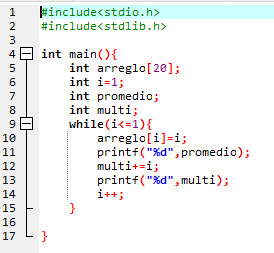 1 #include<stdio.h>
2 #include<stdlib.h>
3
4 int main(){
5 int arreglo[20];
6 int i=1;
7 int promedio;
8 int multi;
9 while(i<=1){
10 arreglo[i]=i;
11 printf("%d",promedio);
12 multi+=i;
13 printf("%d",multi);
14 i++;
15 }
16
17 }